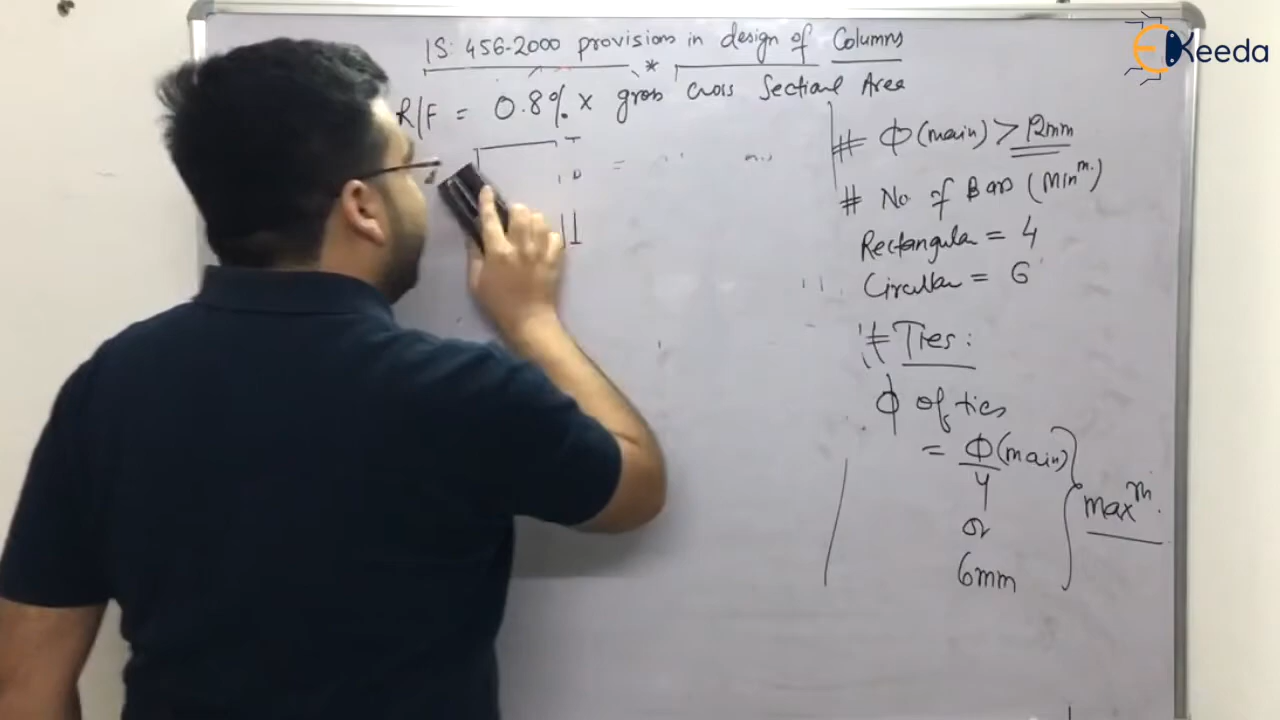 IS: 456-2000 provisions in design of Columns
*
R/F = 0.8% x gross cross Sectional Area
# Φ(main) > 12mm
# No of Bars (Minᵐ.)
Rectangular = 4
Circular = 6
# Ties:
Φ of ties
= Φ(main)
4
or
6mm
maxᵐ.
EKeeda